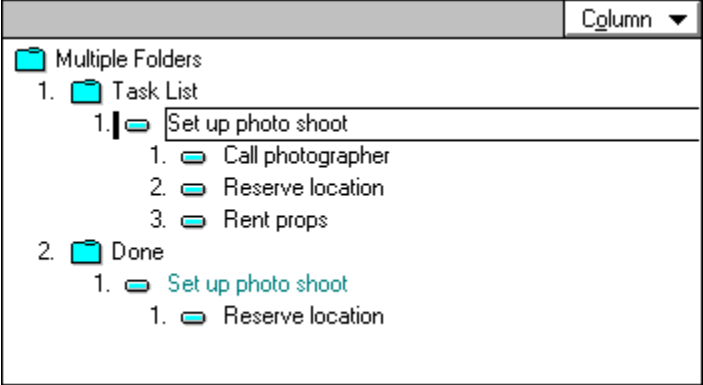 Column
Multiple Folders
1. Task List
1. Set up photo shoot
1. Call photographer
2. Reserve location
3. Rent props
2. Done
1. Set up photo shoot
1. Reserve location